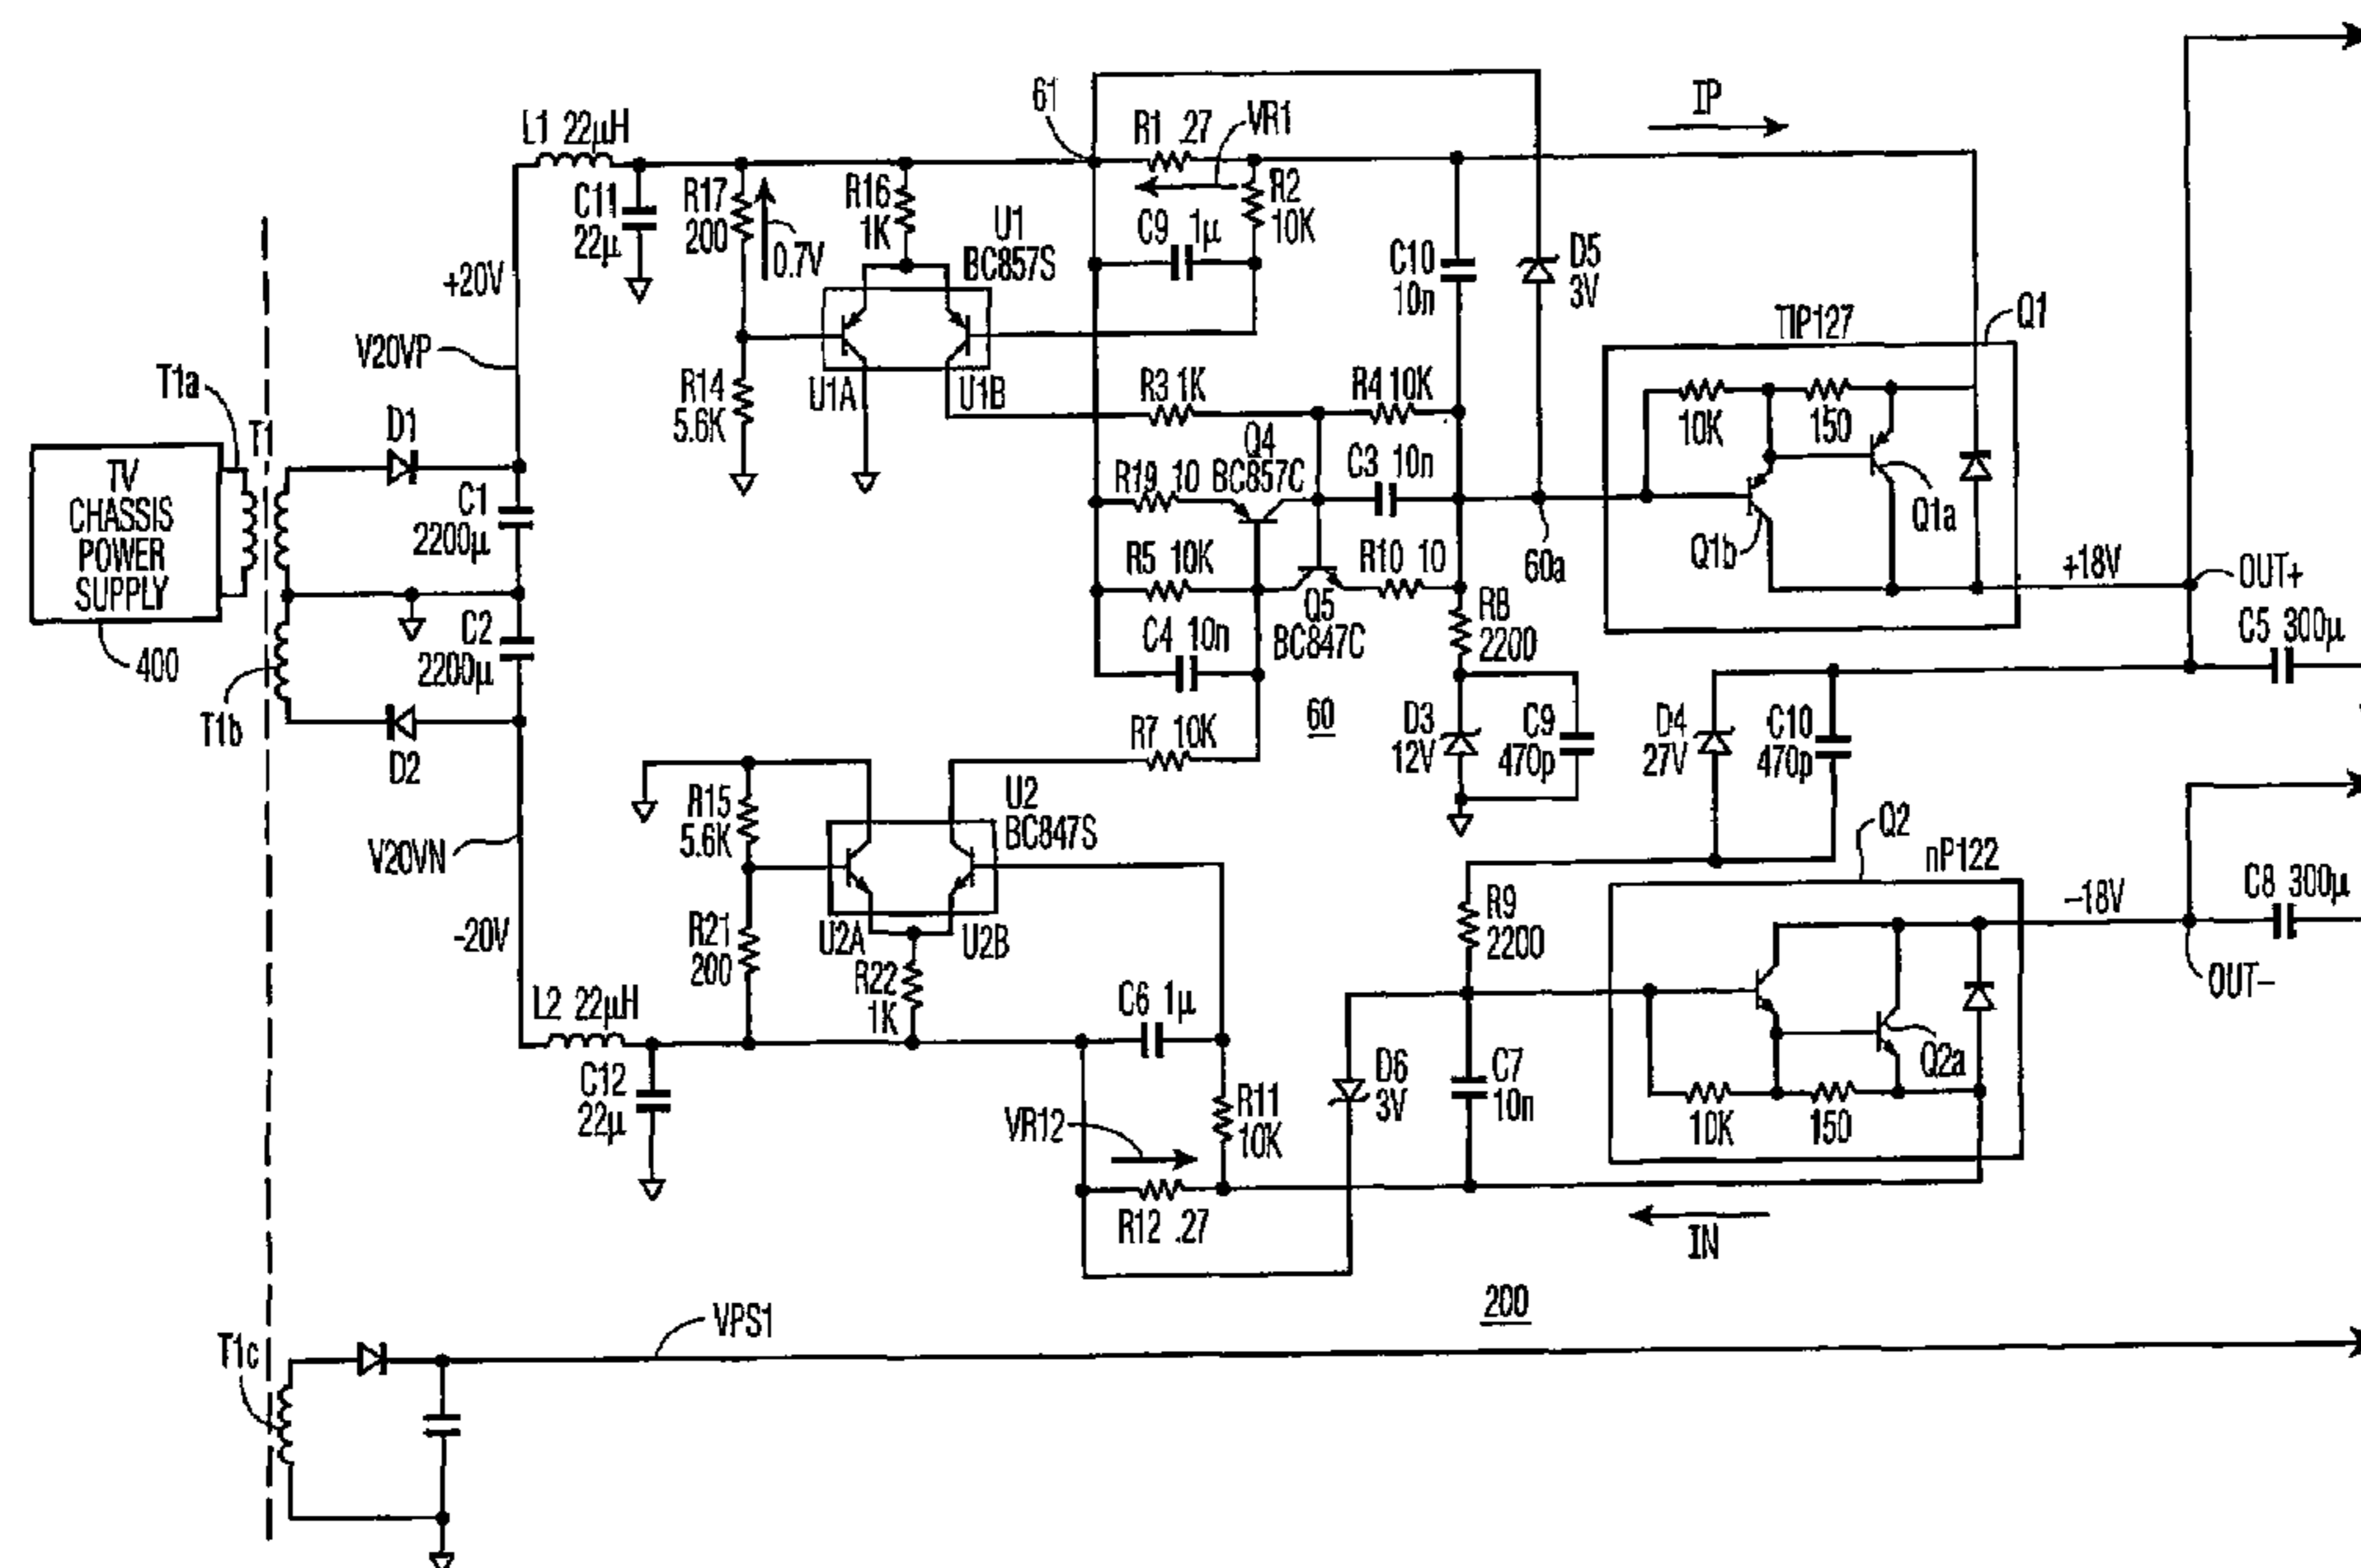 IP
61
L1 22µH
R1 .27
VR1
C11
22µ
R17
200
0.7V
R16
1K
U1
BC857S
R2
10K
C9 1µ
C10
10n
D5
3V
+20V
V20VP
TIP127
Q1
T1a
T1
D1
R14
5.6K
U1A
U1B
R3 1K
R4 10K
10K
150
Q4
BC857C
C3 10n
R19 10
Q1a
Q1b
TV
CHASSIS
POWER
SUPPLY
C1
2200µ
R5 10K
R10 10
60a
+18V
OUT+
Q5
BC847C
R8
2200
C5 300µ
400
C2
2200µ
C4 10n
T1b
D2
R7 10K
60
D3
12V
C9
470p
D4
27V
C10
470p
R15
5.6K
U2
BC847S
Q2
nP122
V20VN
-20V
R21
200
U2A
U2B
R22
1K
R9
2200
-18V
C8 300µ
OUT-
L2 22µH
C6 1µ
C12
22µ
R11
10K
D6
3V
C7
10n
Q2a
10K
150
VR12
R12 .27
IN
200
VPS1
T1c